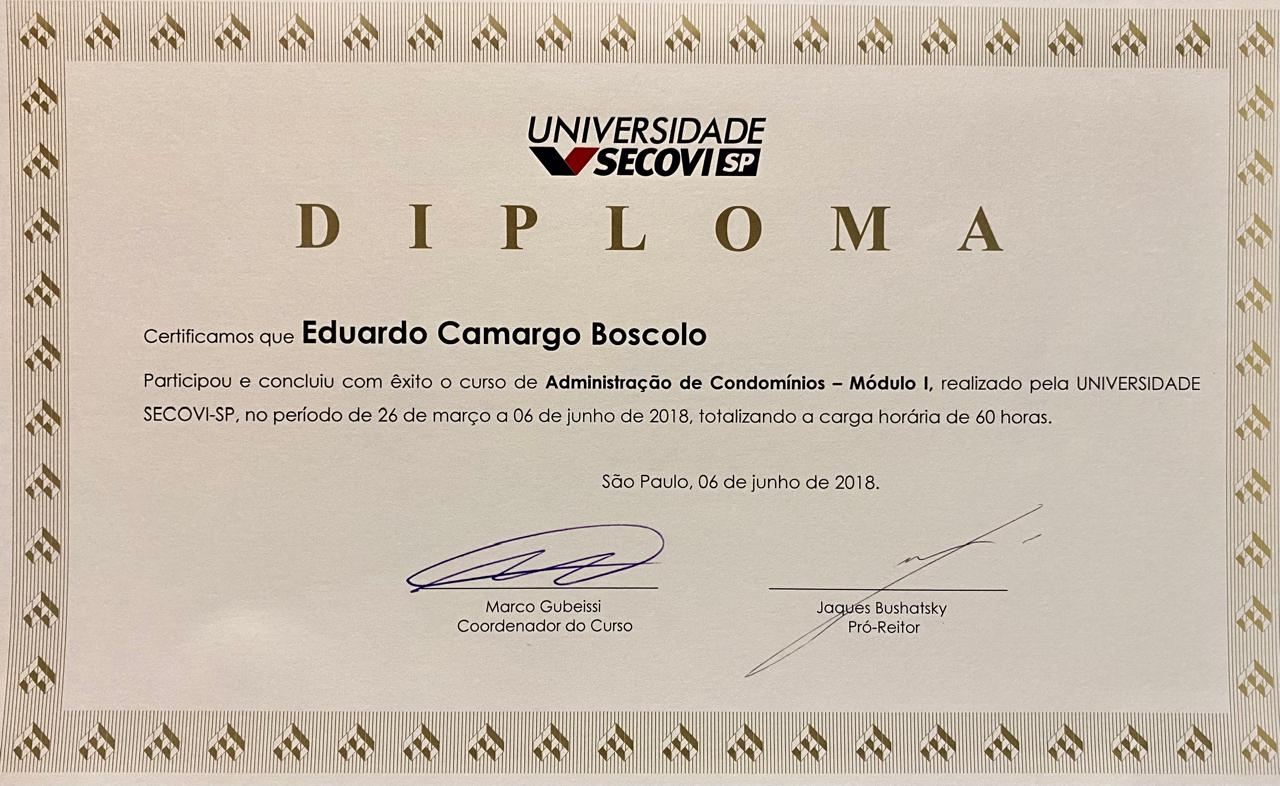 UNIVERSIDADE
SECOVI SP
DIPLOMA
Certificamos que Eduardo Camargo Boscolo
Participou e concluiu com êxito o curso de Administração de Condomínios – Módulo I, realizado pela UNIVERSIDADE
SECOVI-SP, no período de 26 de março a 06 de junho de 2018, totalizando a carga horária de 60 horas.
São Paulo, 06 de junho de 2018.
Marco Gubeissi
Coordenador do Curso
Jaques Bushatsky
Pró-Reitor